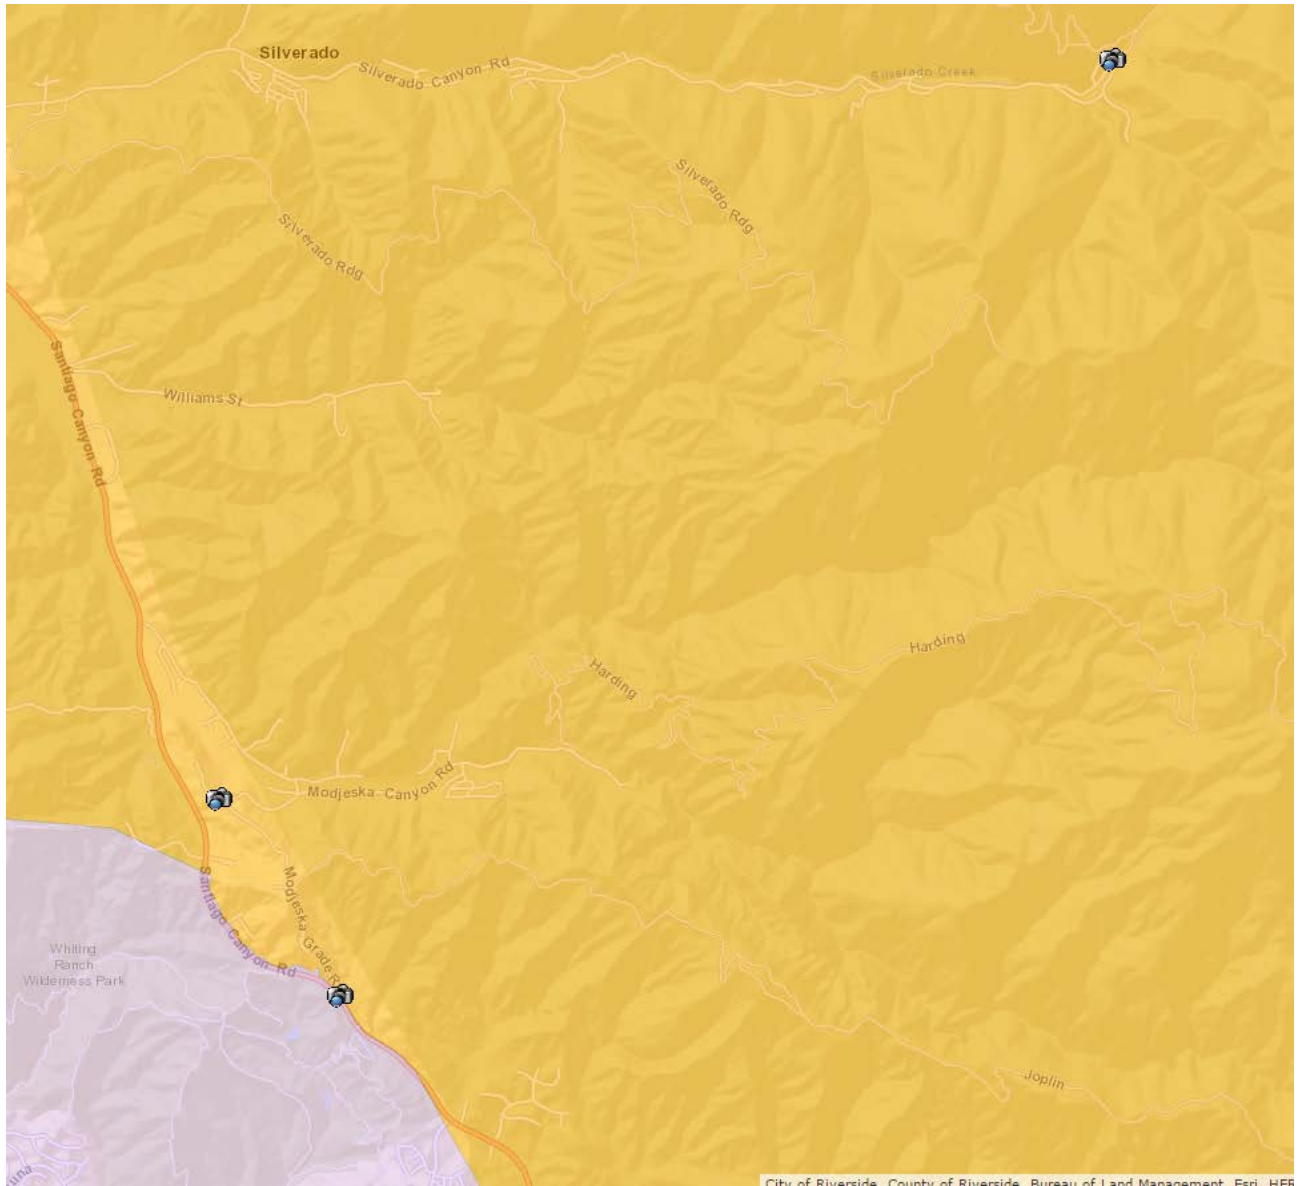 Silverado
Silverado Canyon Rd
Silverado Creek
Silverado Rdg
Silverado Rdg
Santiago Canyon Rd
Williams St
Harding
Harding
Modjeska Canyon Rd
Santiago Canyon Rd
Modjeska Grade R
Whiting
Ranch
Wilderness Park
Joplin
una
City of Riverside, County of Riverside, Bureau of Land Management, Esri, HER